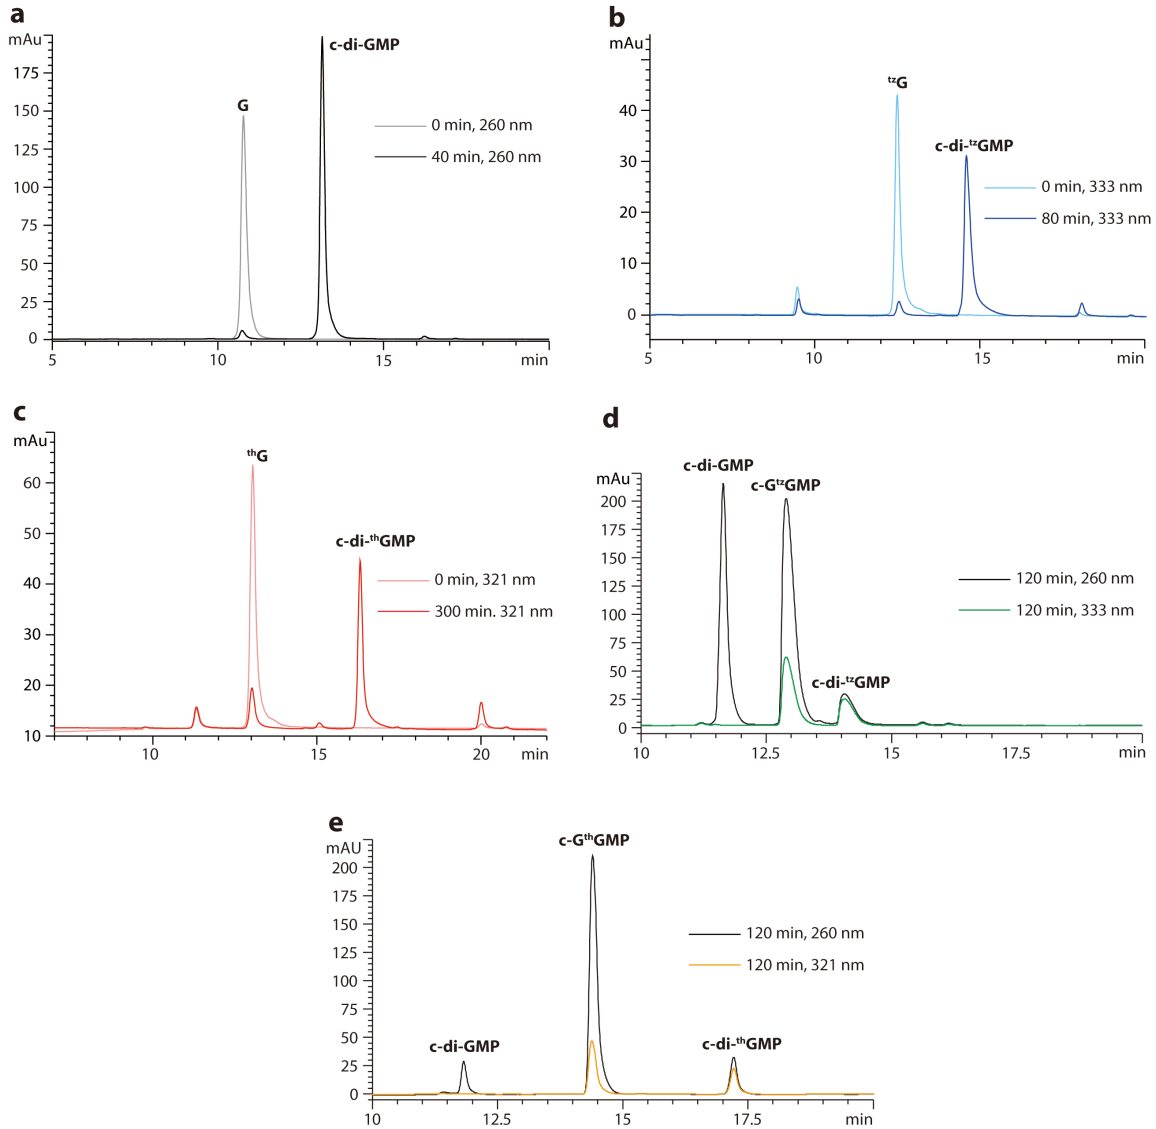 a
mAu
c-di-GMP
175
G
150
0 min, 260 nm
125
40 min, 260 nm
100
75
50
25
0
5
10
15
min
b
mAu
tzG
40
c-di-tzGMP
30
0 min, 333 nm
20
80 min, 333 nm
10
0
5
10
15
min
c
mAu
thG
60
50
c-di-thGMP
0 min, 321 nm
40
300 min. 321 nm
30
20
10
10
15
20
min
d
c-di-GMP
mAu
c-GtzGMP
200
175
150
120 min, 260 nm
125
120 min, 333 nm
100
75
c-di-tzGMP
50
25
0
10
12.5
15
17.5
min
e
c-GthGMP
mAU
200
175
150
120 min, 260 nm
125
120 min, 321 nm
100
75
50
c-di-GMP
c-di-thGMP
25
0
10
12.5
15
17.5
min